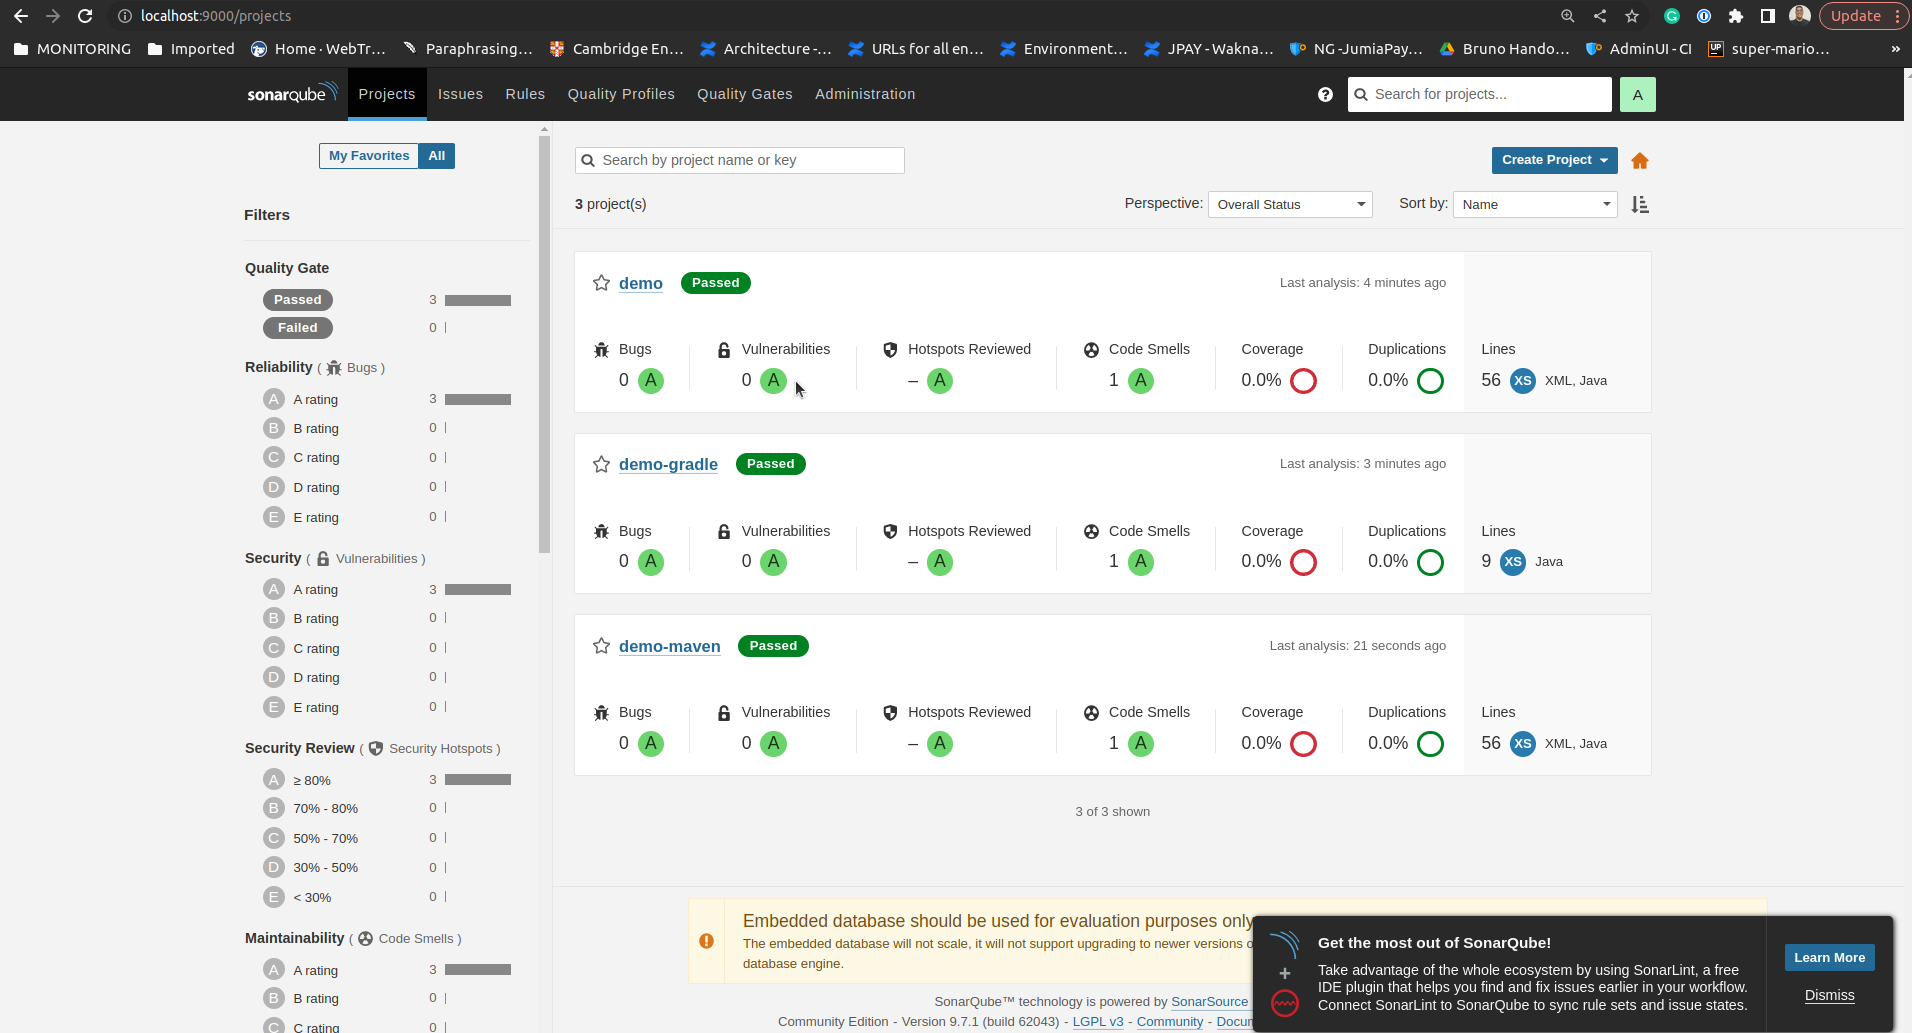 localhost:9000/projects
Update
MONITORING Imported Home · WebTr... Paraphrasing... Cambridge En... Architecture -... URLs for all en... Environment... JPAY - Wakna... NG -JumiaPay... Bruno Hando... AdminUI - CI super-mario... »
sonarqube Projects Issues Rules Quality Profiles Quality Gates Administration Search for projects... A
My Favorites All
Search by project name or key
Create Project
3 project(s)
Perspective: Overall Status
Sort by: Name
Filters
Quality Gate
Passed 3
Failed 0
Reliability ( Bugs )
A A rating 3
B B rating 0
C C rating 0
D D rating 0
E E rating 0
Security ( Vulnerabilities )
A A rating 3
B B rating 0
C C rating 0
D D rating 0
E E rating 0
Security Review ( Security Hotspots )
A ≥ 80% 3
B 70% - 80% 0
C 50% - 70% 0
D 30% - 50% 0
E < 30% 0
Maintainability ( Code Smells )
A A rating 3
B B rating 0
C C rating 0
demo Passed Last analysis: 4 minutes ago
Bugs Vulnerabilities Hotspots Reviewed Code Smells Coverage Duplications Lines
0 A 0 A – A 1 A 0.0% 0.0% 56 XS XML, Java
demo-gradle Passed Last analysis: 3 minutes ago
Bugs Vulnerabilities Hotspots Reviewed Code Smells Coverage Duplications Lines
0 A 0 A – A 1 A 0.0% 0.0% 9 XS Java
demo-maven Passed Last analysis: 21 seconds ago
Bugs Vulnerabilities Hotspots Reviewed Code Smells Coverage Duplications Lines
0 A 0 A – A 1 A 0.0% 0.0% 56 XS XML, Java
3 of 3 shown
Embedded database should be used for evaluation purposes only
The embedded database will not scale, it will not support upgrading to newer versions o
database engine.
SonarQube™ technology is powered by SonarSource
Community Edition - Version 9.7.1 (build 62043) - LGPL v3 - Community - Docum
Get the most out of SonarQube!
Take advantage of the whole ecosystem by using SonarLint, a free
IDE plugin that helps you find and fix issues earlier in your workflow.
Connect SonarLint to SonarQube to sync rule sets and issue states.
Learn More
Dismiss